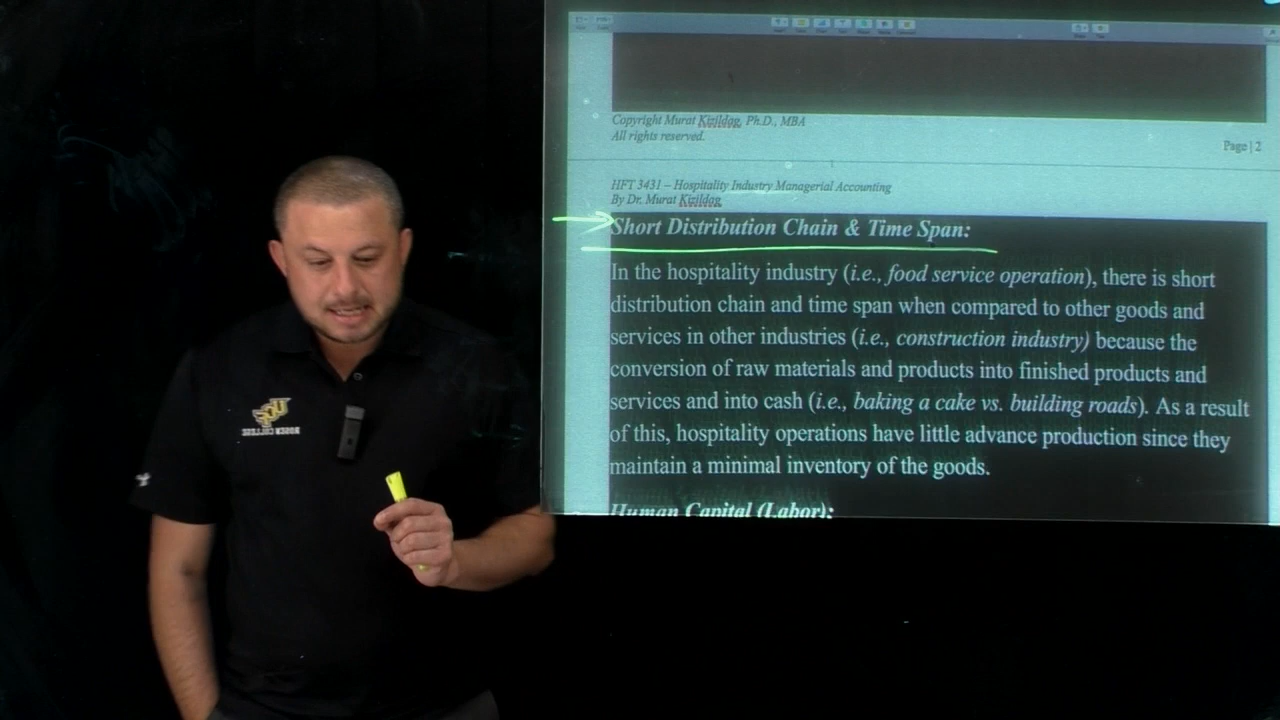 Copyright Murat Kizildag, Ph.D., MBA
All rights reserved.
Page | 2
HFT 3431 – Hospitality Industry Managerial Accounting
By Dr. Murat Kizildag
Short Distribution Chain & Time Span:
In the hospitality industry (i.e., food service operation), there is short
distribution chain and time span when compared to other goods and
services in other industries (i.e., construction industry) because the
conversion of raw materials and products into finished products and
services and into cash (i.e., baking a cake vs. building roads). As a result
of this, hospitality operations have little advance production since they
maintain a minimal inventory of the goods.
Human Capital (Labor):
UCF
ROSEN COLLEGE